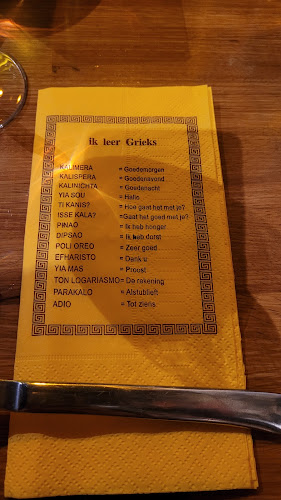 ik leer Grieks
KALIMERA = Goedemorgen
KALISPERA = Goedenavond
KALINICHTA = Goedenacht
YIA SOU = Hallo
TI KANIS? = Hoe gaat het met je?
ISSE KALA? = Gaat het goed met je?
PINAO = Ik heb honger
DIPSAO = Ik heb dorst
POLI OREO = Zeer goed
EFHARISTO = Dank u
YIA MAS = Proost
TON LOGARIASMO = De rekening
PARAKALO = Alstublieft
ADIO = Tot ziens